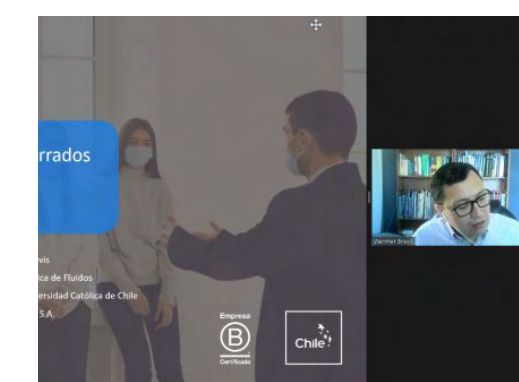 rrados
vis
ica de Fluidos
ersidad Católica de Chile
S.A.
Empresa
B
Certificada
Chile